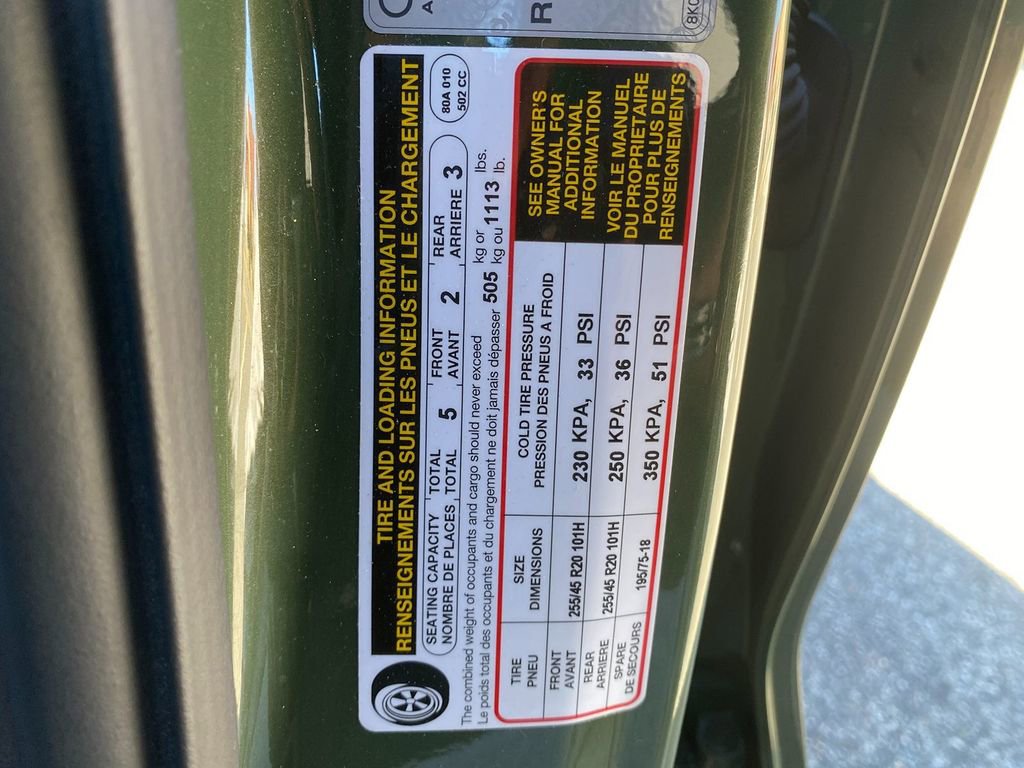 TIRE AND LOADING INFORMATION
RENSEIGNEMENTS SUR LES PNEUS ET LE CHARGEMENT
SEATING CAPACITY TOTAL 5 FRONT 2 REAR 3
NOMBRE DE PLACES TOTAL AVANT ARRIERE
80A 010
502 CC
The combined weight of occupants and cargo should never exceed 505 kg or 1113 lbs.
Le poids total des occupants et du chargement ne doit jamais dépasser kg ou lb.
TIRE SIZE COLD TIRE PRESSURE
PNEU DIMENSIONS PRESSION DES PNEUS A FROID
FRONT
AVANT 255/45 R20 101H 230 KPA, 33 PSI
REAR
ARRIERE 255/45 R20 101H 250 KPA, 36 PSI
SPARE
DE SECOURS 195/75-18 350 KPA, 51 PSI
SEE OWNER'S
MANUAL FOR
ADDITIONAL
INFORMATION
VOIR LE MANUEL
DU PROPRIETAIRE
POUR PLUS DE
RENSEIGNEMENTS